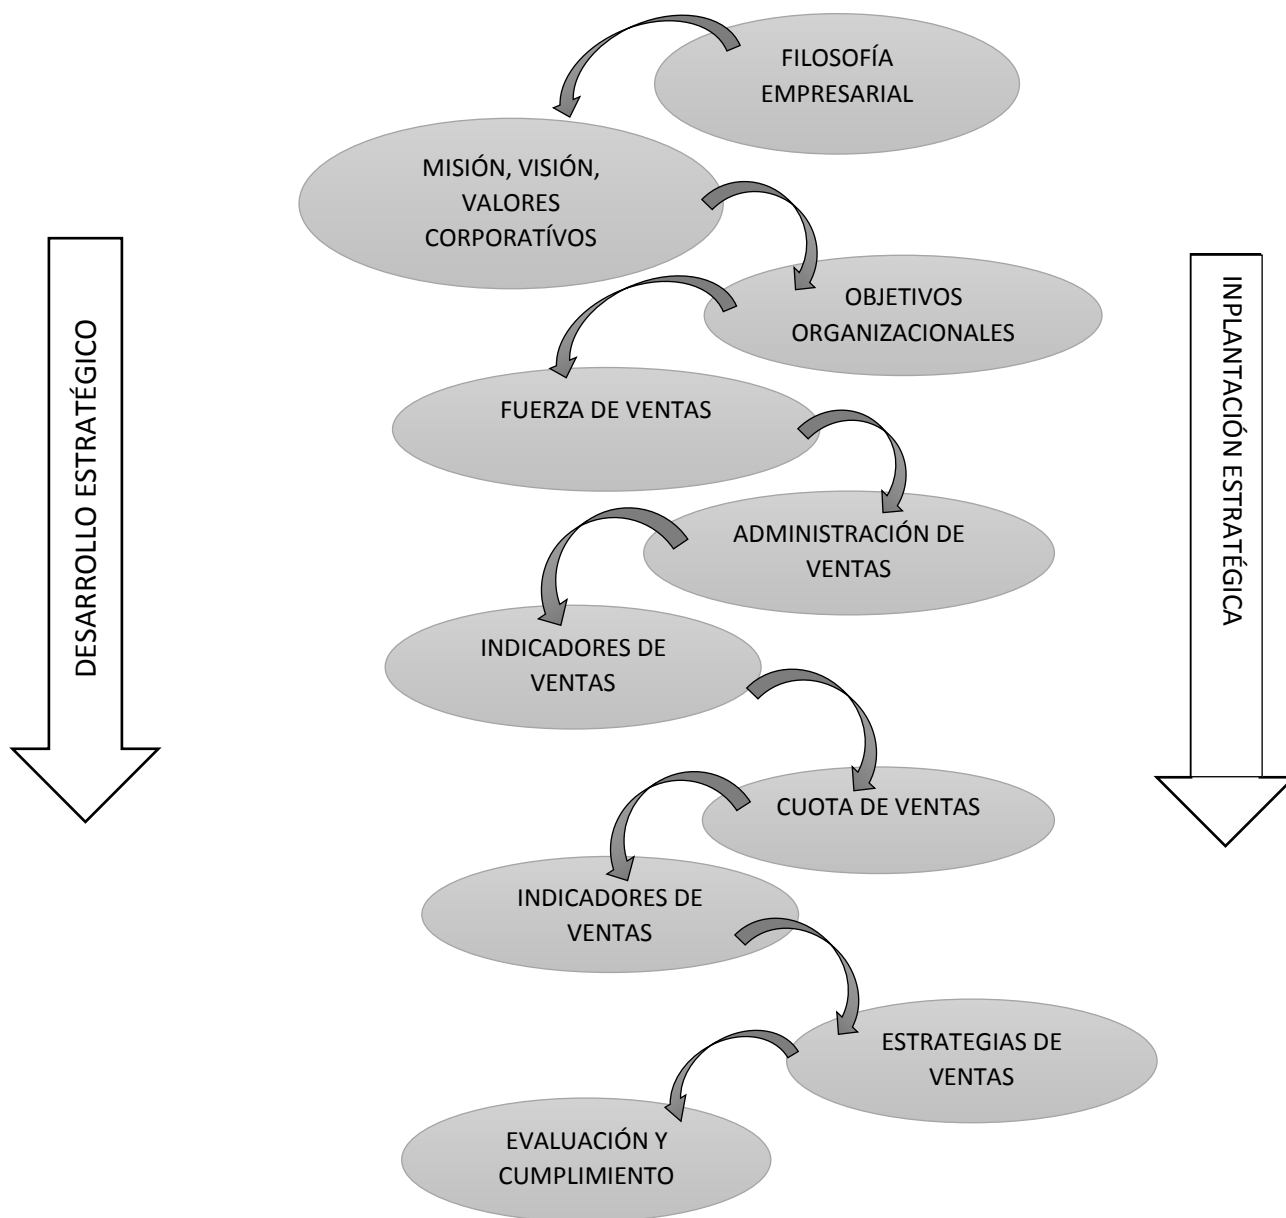 FILOSOFÍA
EMPRESARIAL
MISIÓN, VISIÓN,
VALORES
CORPORATÍVOS
OBJETIVOS
ORGANIZACIONALES
FUERZA DE VENTAS
ADMINISTRACIÓN DE
VENTAS
INDICADORES DE
VENTAS
CUOTA DE VENTAS
INDICADORES DE
VENTAS
ESTRATEGIAS DE
VENTAS
EVALUACIÓN Y
CUMPLIMIENTO
DESARROLLO ESTRATÉGICO
INPLANTACIÓN ESTRATÉGICA